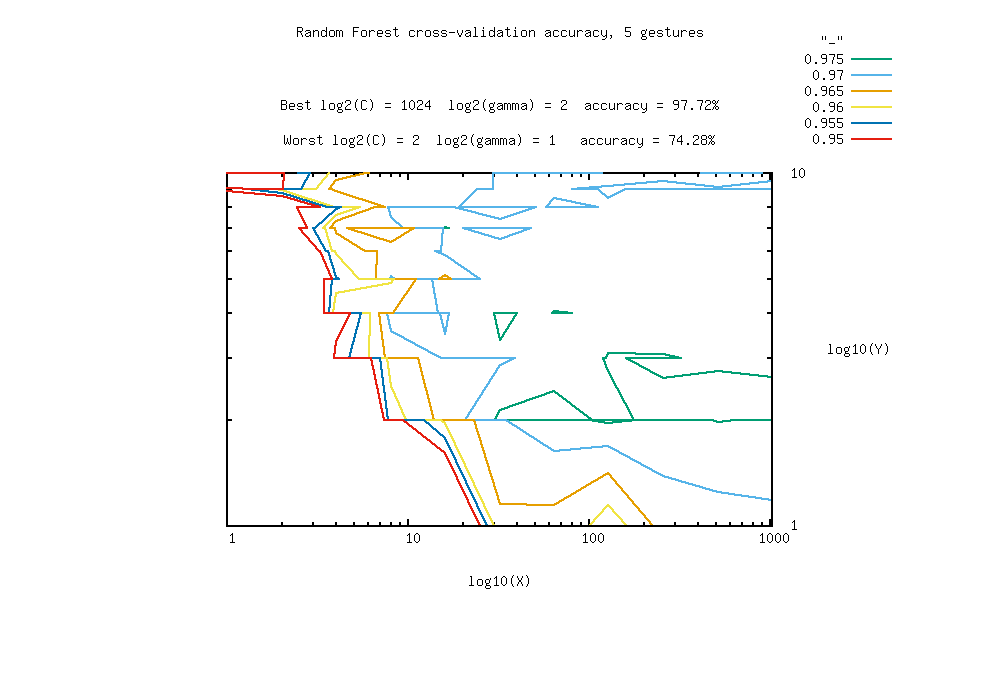 Random Forest cross-validation accuracy, 5 gestures
"_"
0.975
0.97
Best log2(C) = 1024 log2(gamma) = 2 accuracy = 97.72%
0.965
0.96
0.955
Worst log2(C) = 2 log2(gamma) = 1 accuracy = 74.28%
0.95
10
log10(Y)
1
1 10 100 1000
log10(X)